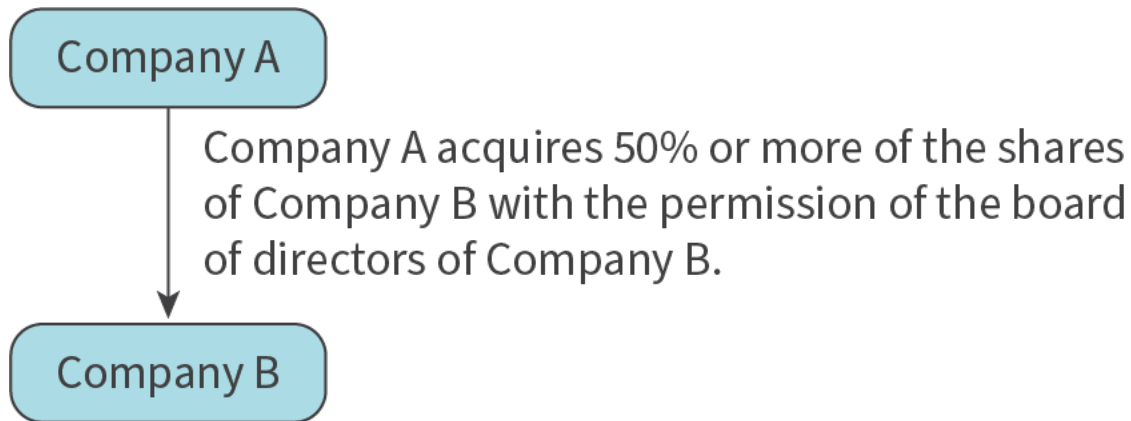 Company A
Company A acquires 50% or more of the shares
of Company B with the permission of the board
of directors of Company B.
Company B